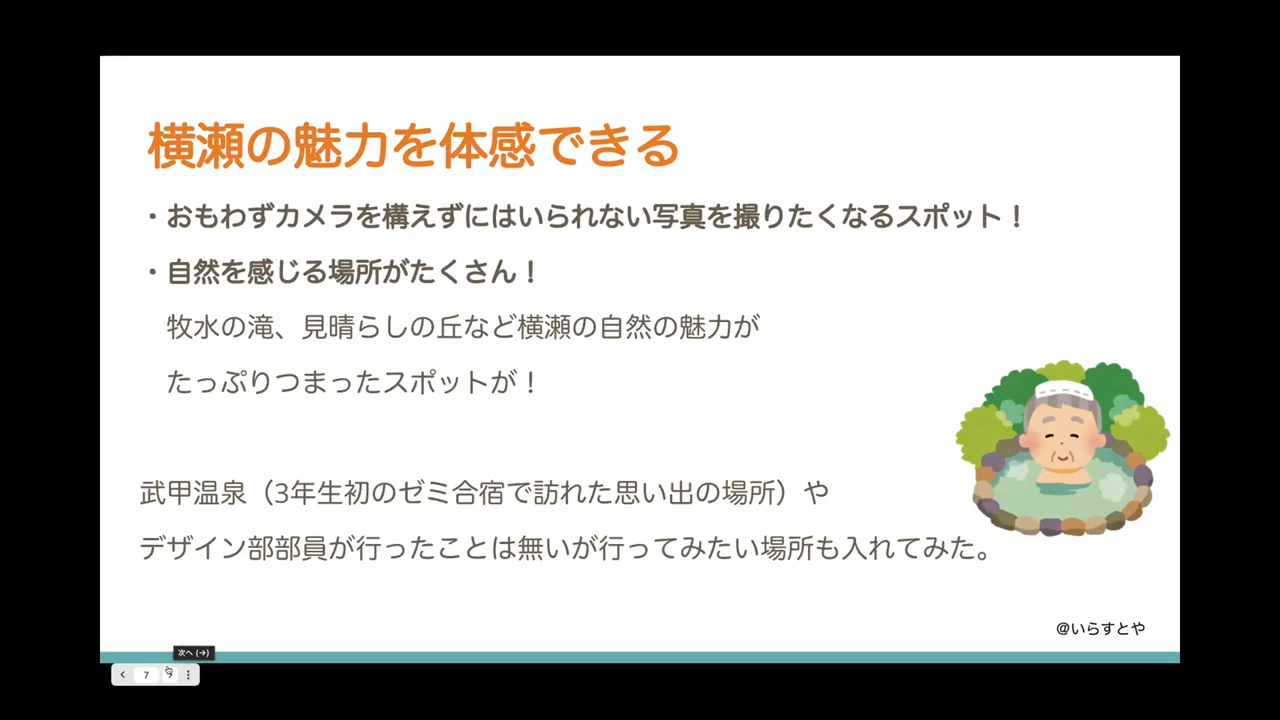 横瀬の魅力を体感できる
・おもわずカメラを構えずにはいられない写真を撮りたくなるスポット！
・自然を感じる場所がたくさん！
牧水の滝、見晴らしの丘など横瀬の自然の魅力が
たっぷりつまったスポットが！
武甲温泉（3年生初のゼミ合宿で訪れた思い出の場所）や
デザイン部部員が行ったことは無いが行ってみたい場所も入れてみた。
@いらすとや
次へ (→)
7